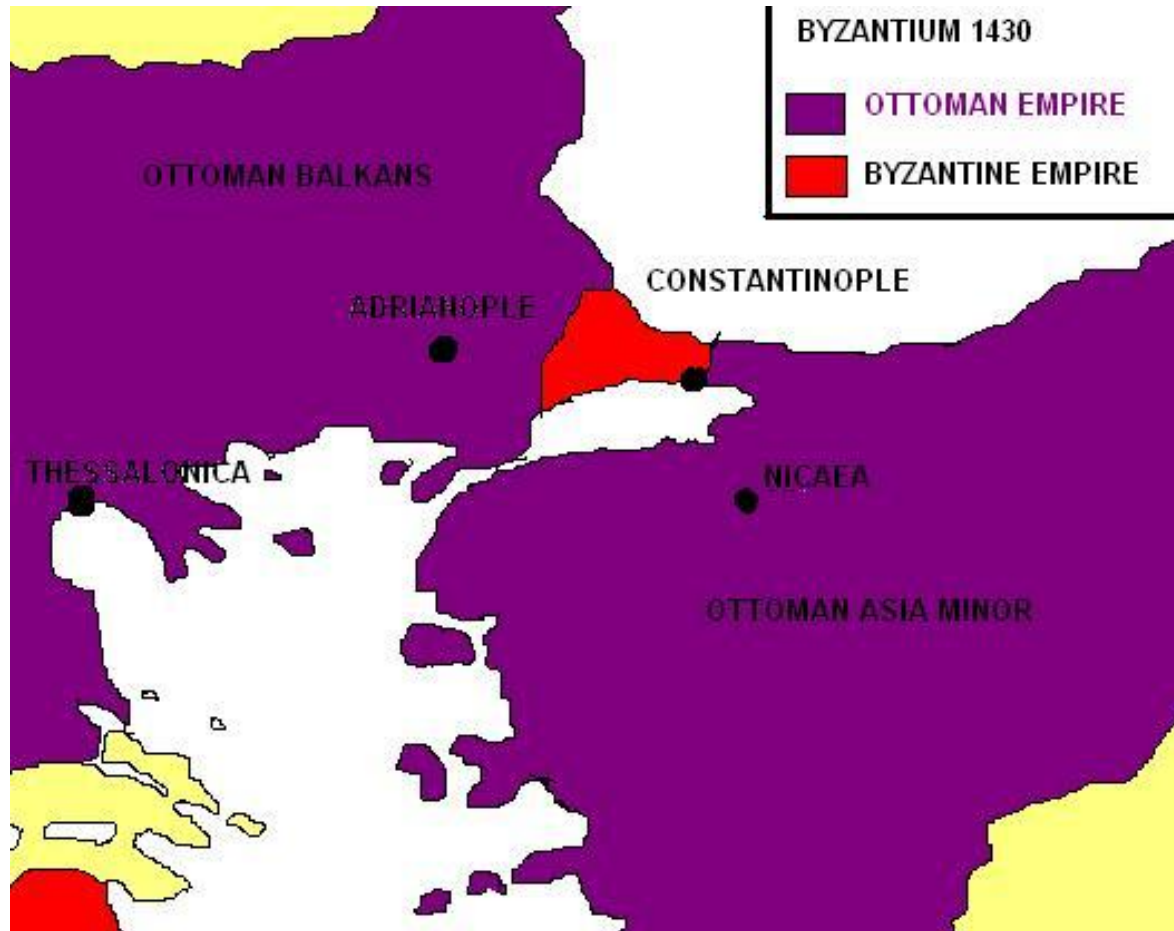 BYZANTIUM 1430
OTTOMAN EMPIRE
BYZANTINE EMPIRE
OTTOMAN BALKANS
CONSTANTINOPLE
ADRIANOPLE
THESSALONICA
NICAEA
OTTOMAN ASIA MINOR